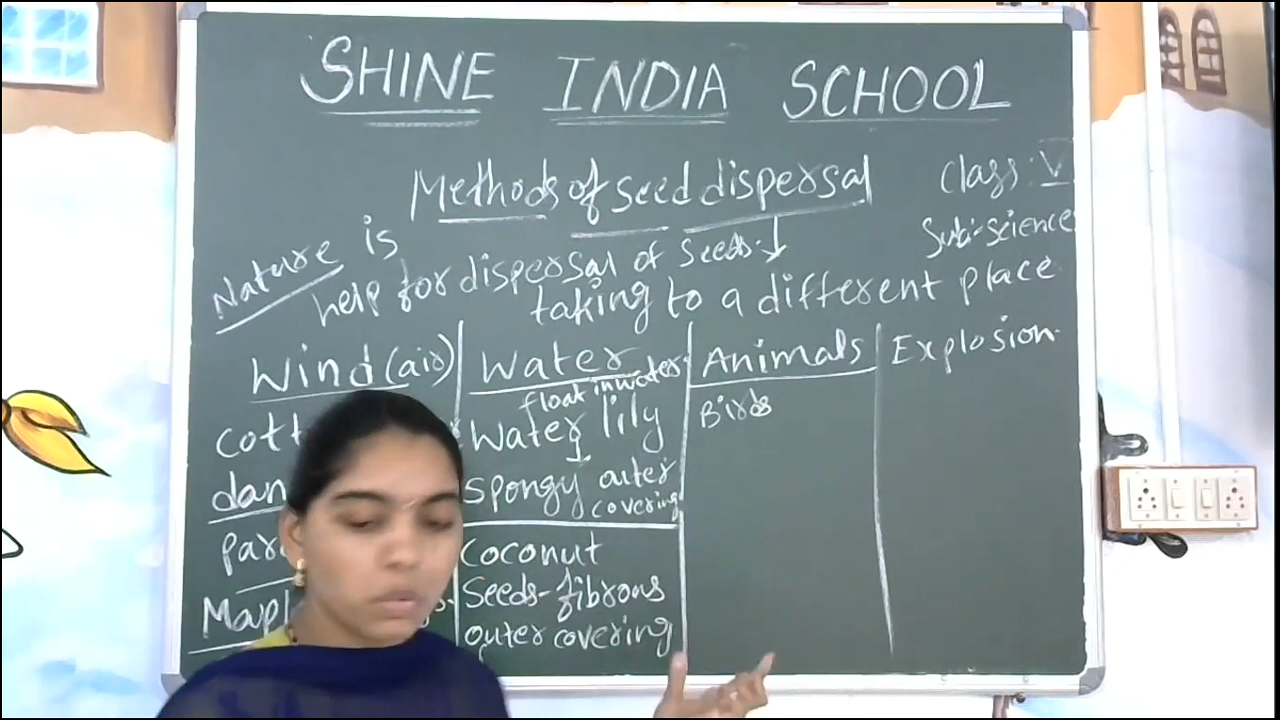 SHINE INDIA SCHOOL
Methods of seed dispersal
Class: V
Sub:-Science
Nature is
help for dispersal of seeds.
taking to a different place
Wind (air)
Water
Animals
Explosion.
float in water
Water lily
Birds
spongy outer
covering
Coconut
Seeds-fibrous
outer covering